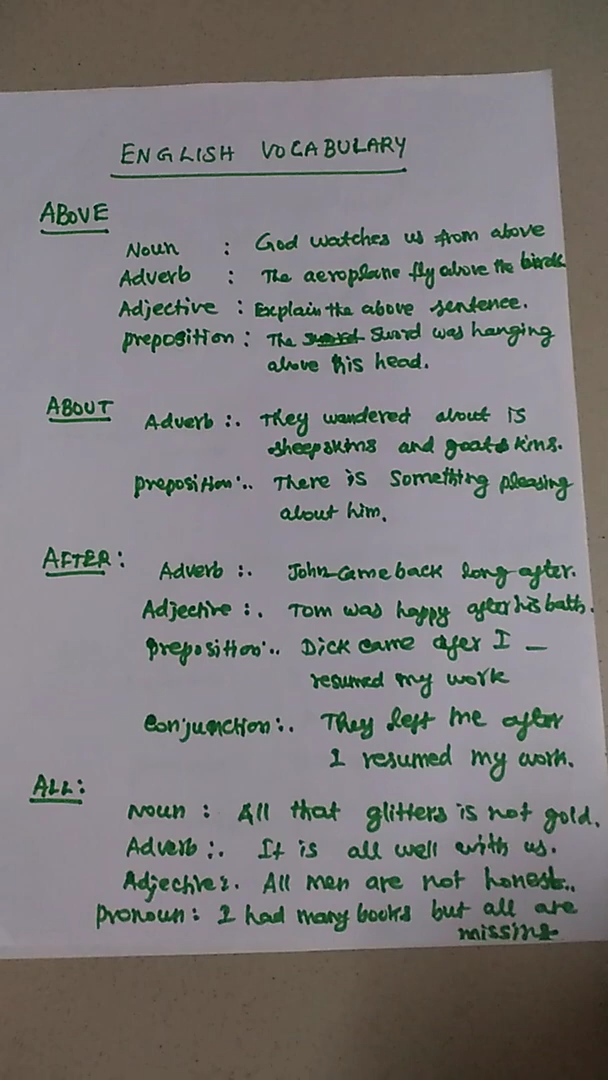 ENGLISH VOCABULARY
ABOVE
Noun : God watches us from above
Adverb : The aeroplane fly above the birds
Adjective : Explain the above sentence.
preposition : The Sword was hanging
above his head.
ABOUT
Adverb :. They wandered about is
sheepskins and goatskins.
preposition :. There is something pleasing
about him.
AFTER :
Adverb :. John came back long after.
Adjective :. Tom was happy after his bath.
preposition :. Dick came afer I –
resumed my work
conjunction :. They left me after
I resumed my work.
ALL :
Noun : All that glitters is not gold.
Adverb :. It is all well with us.
Adjective :. All men are not honest..
pronoun : I had many books but all are
missing